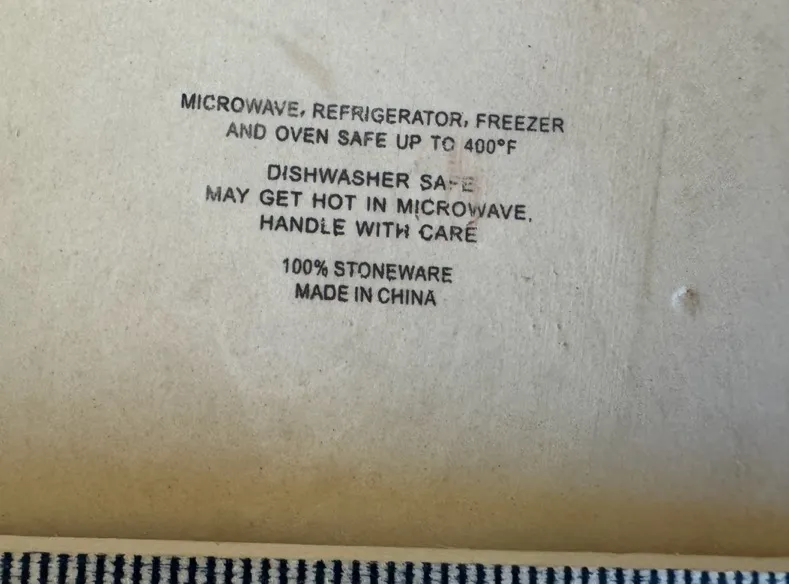 MICROWAVE, REFRIGERATOR, FREEZER
AND OVEN SAFE UP TO 400°F
DISHWASHER SAFE
MAY GET HOT IN MICROWAVE.
HANDLE WITH CARE
100% STONEWARE
MADE IN CHINA